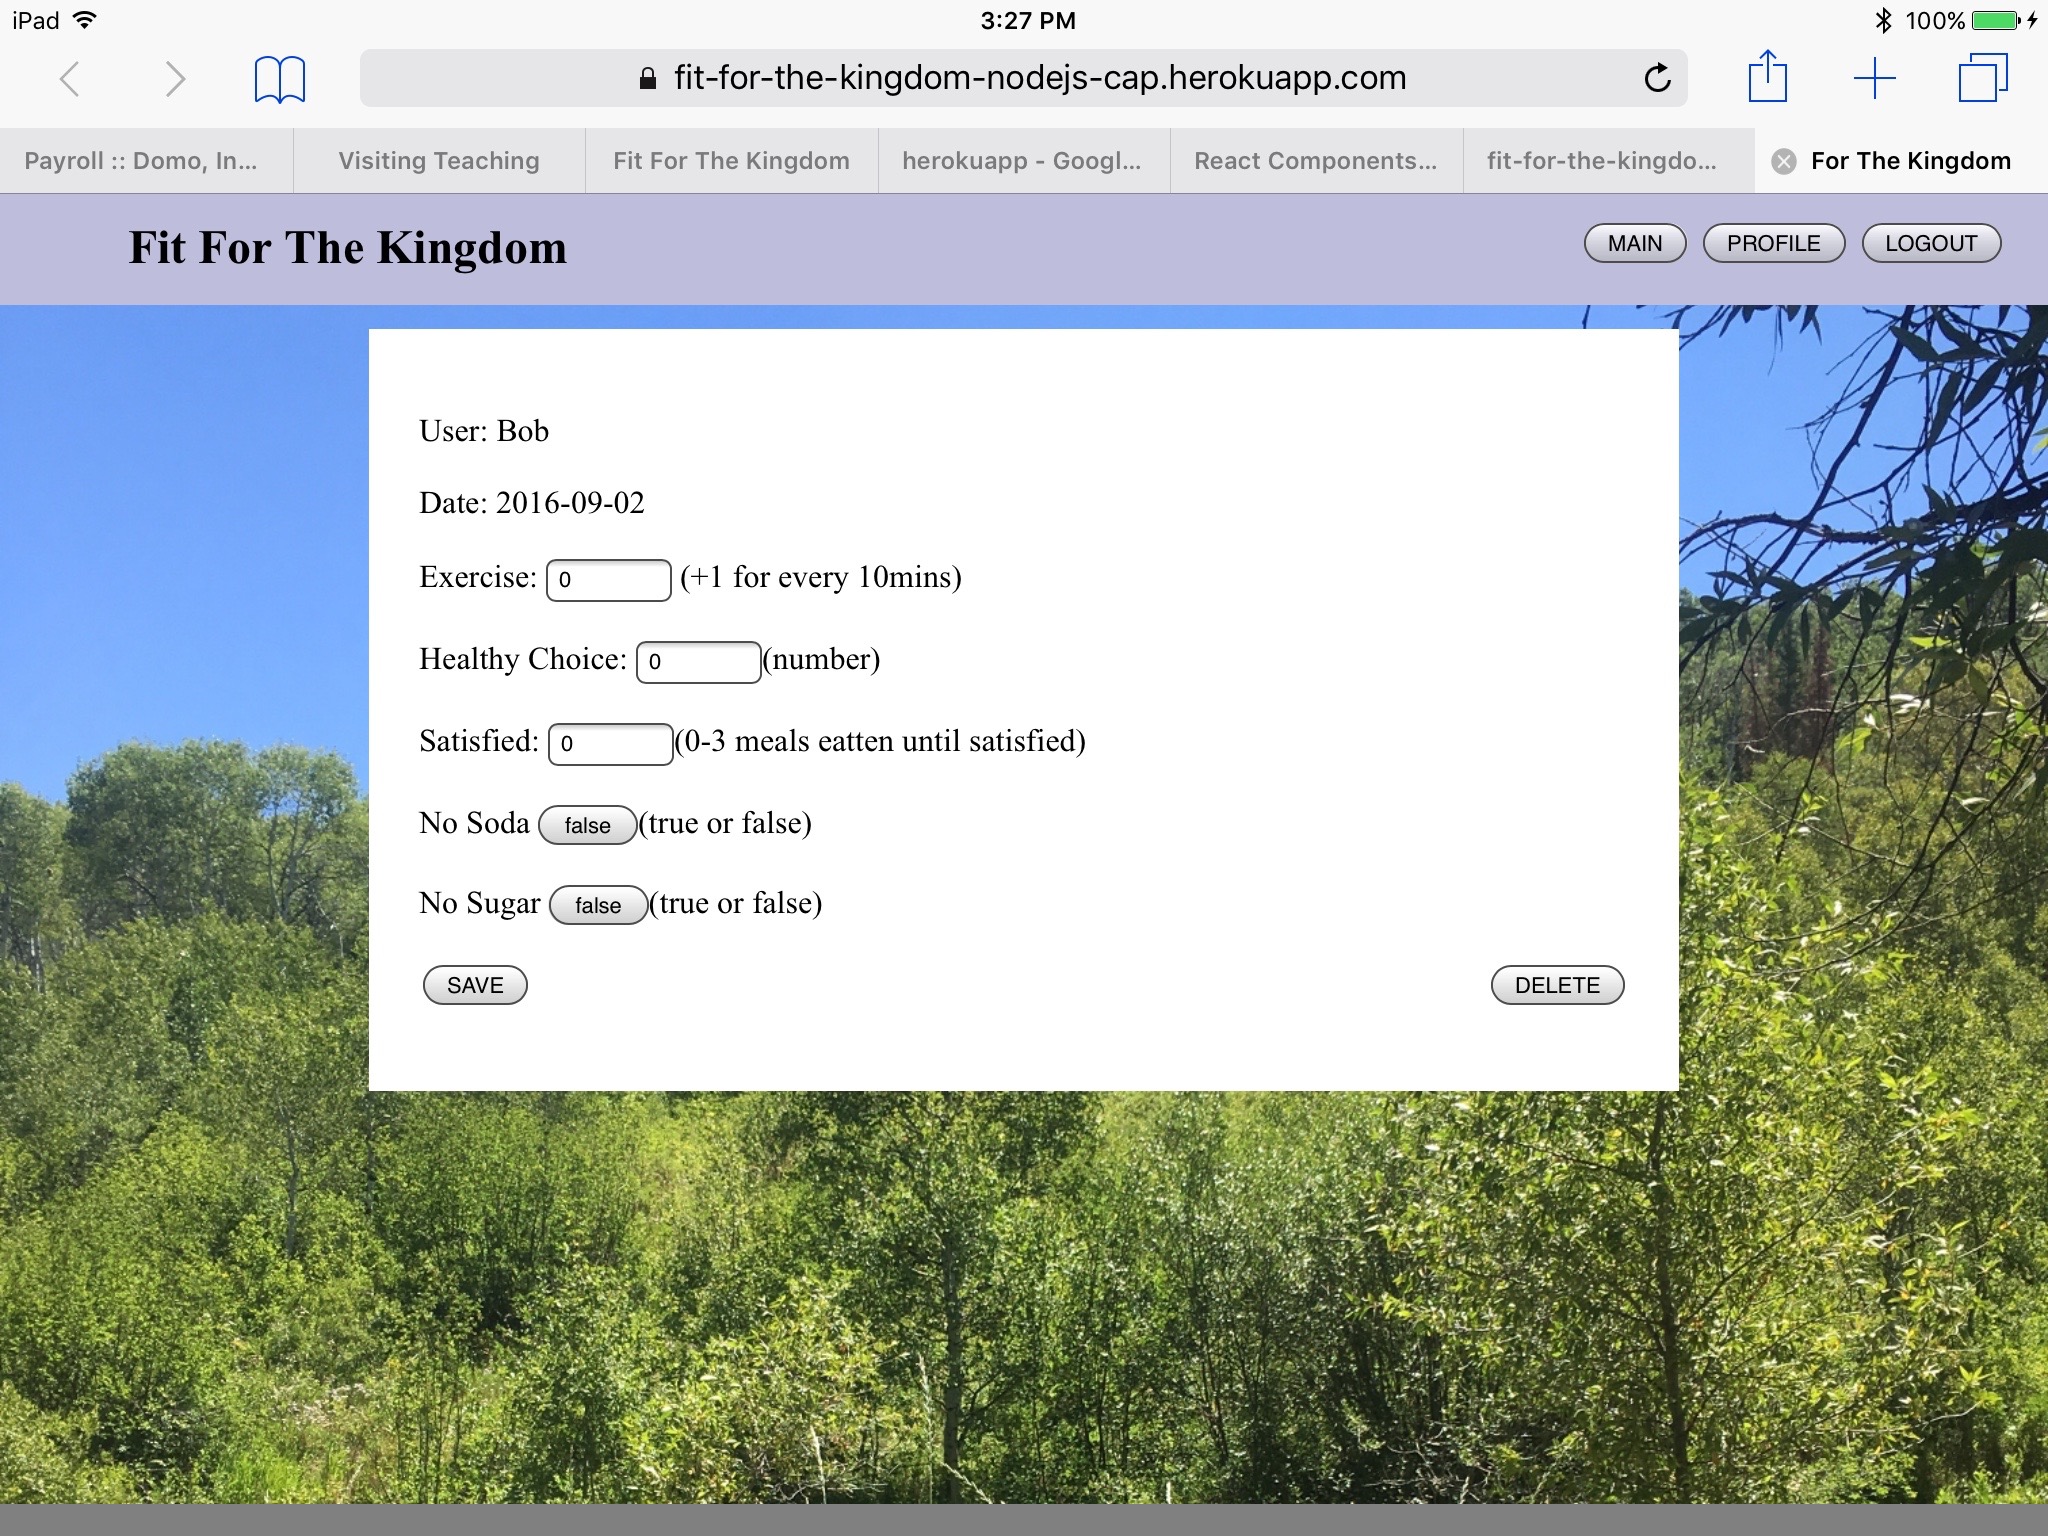 iPad 3:27 PM 100%
fit-for-the-kingdom-nodejs-cap.herokuapp.com
Payroll :: Domo, In... Visiting Teaching Fit For The Kingdom herokuapp - Googl... React Components... fit-for-the-kingdo... For The Kingdom
Fit For The Kingdom MAIN PROFILE LOGOUT
User: Bob
Date: 2016-09-02
Exercise: 0 (+1 for every 10mins)
Healthy Choice: 0 (number)
Satisfied: 0 (0-3 meals eatten until satisfied)
No Soda false (true or false)
No Sugar false (true or false)
SAVE DELETE